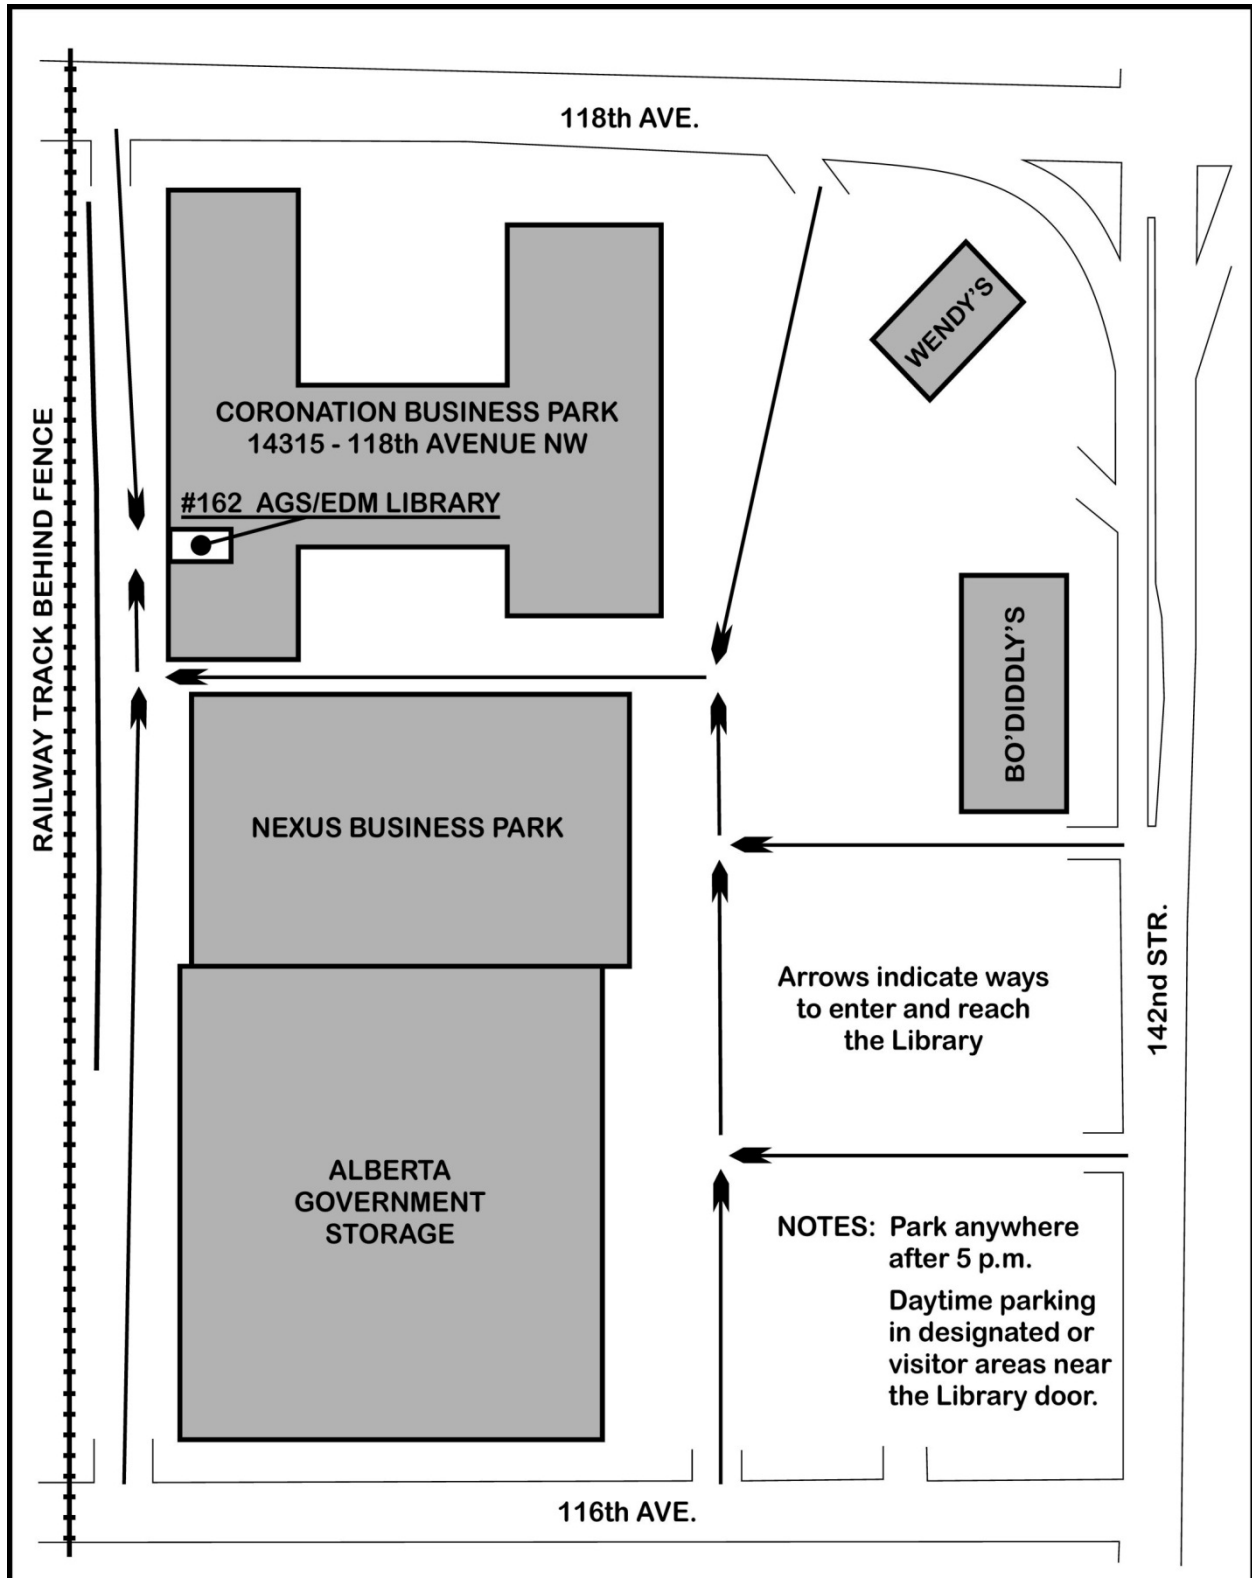 118th AVE.
WENDY'S
CORONATION BUSINESS PARK
14315 - 118th AVENUE NW
#162 AGS/EDM LIBRARY
RAILWAY TRACK BEHIND FENCE
BO'DIDDLY'S
NEXUS BUSINESS PARK
142nd STR.
Arrows indicate ways
to enter and reach
the Library
ALBERTA
GOVERNMENT
STORAGE
NOTES: Park anywhere
after 5 p.m.
Daytime parking
in designated or
visitor areas near
the Library door.
116th AVE.